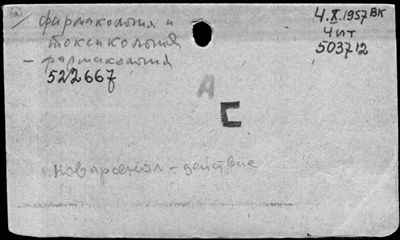 фармакология и
токсикология
– фармакология
522667
4.X.1957 ВК
Чит
503712
А
С
Новарсенол – действие